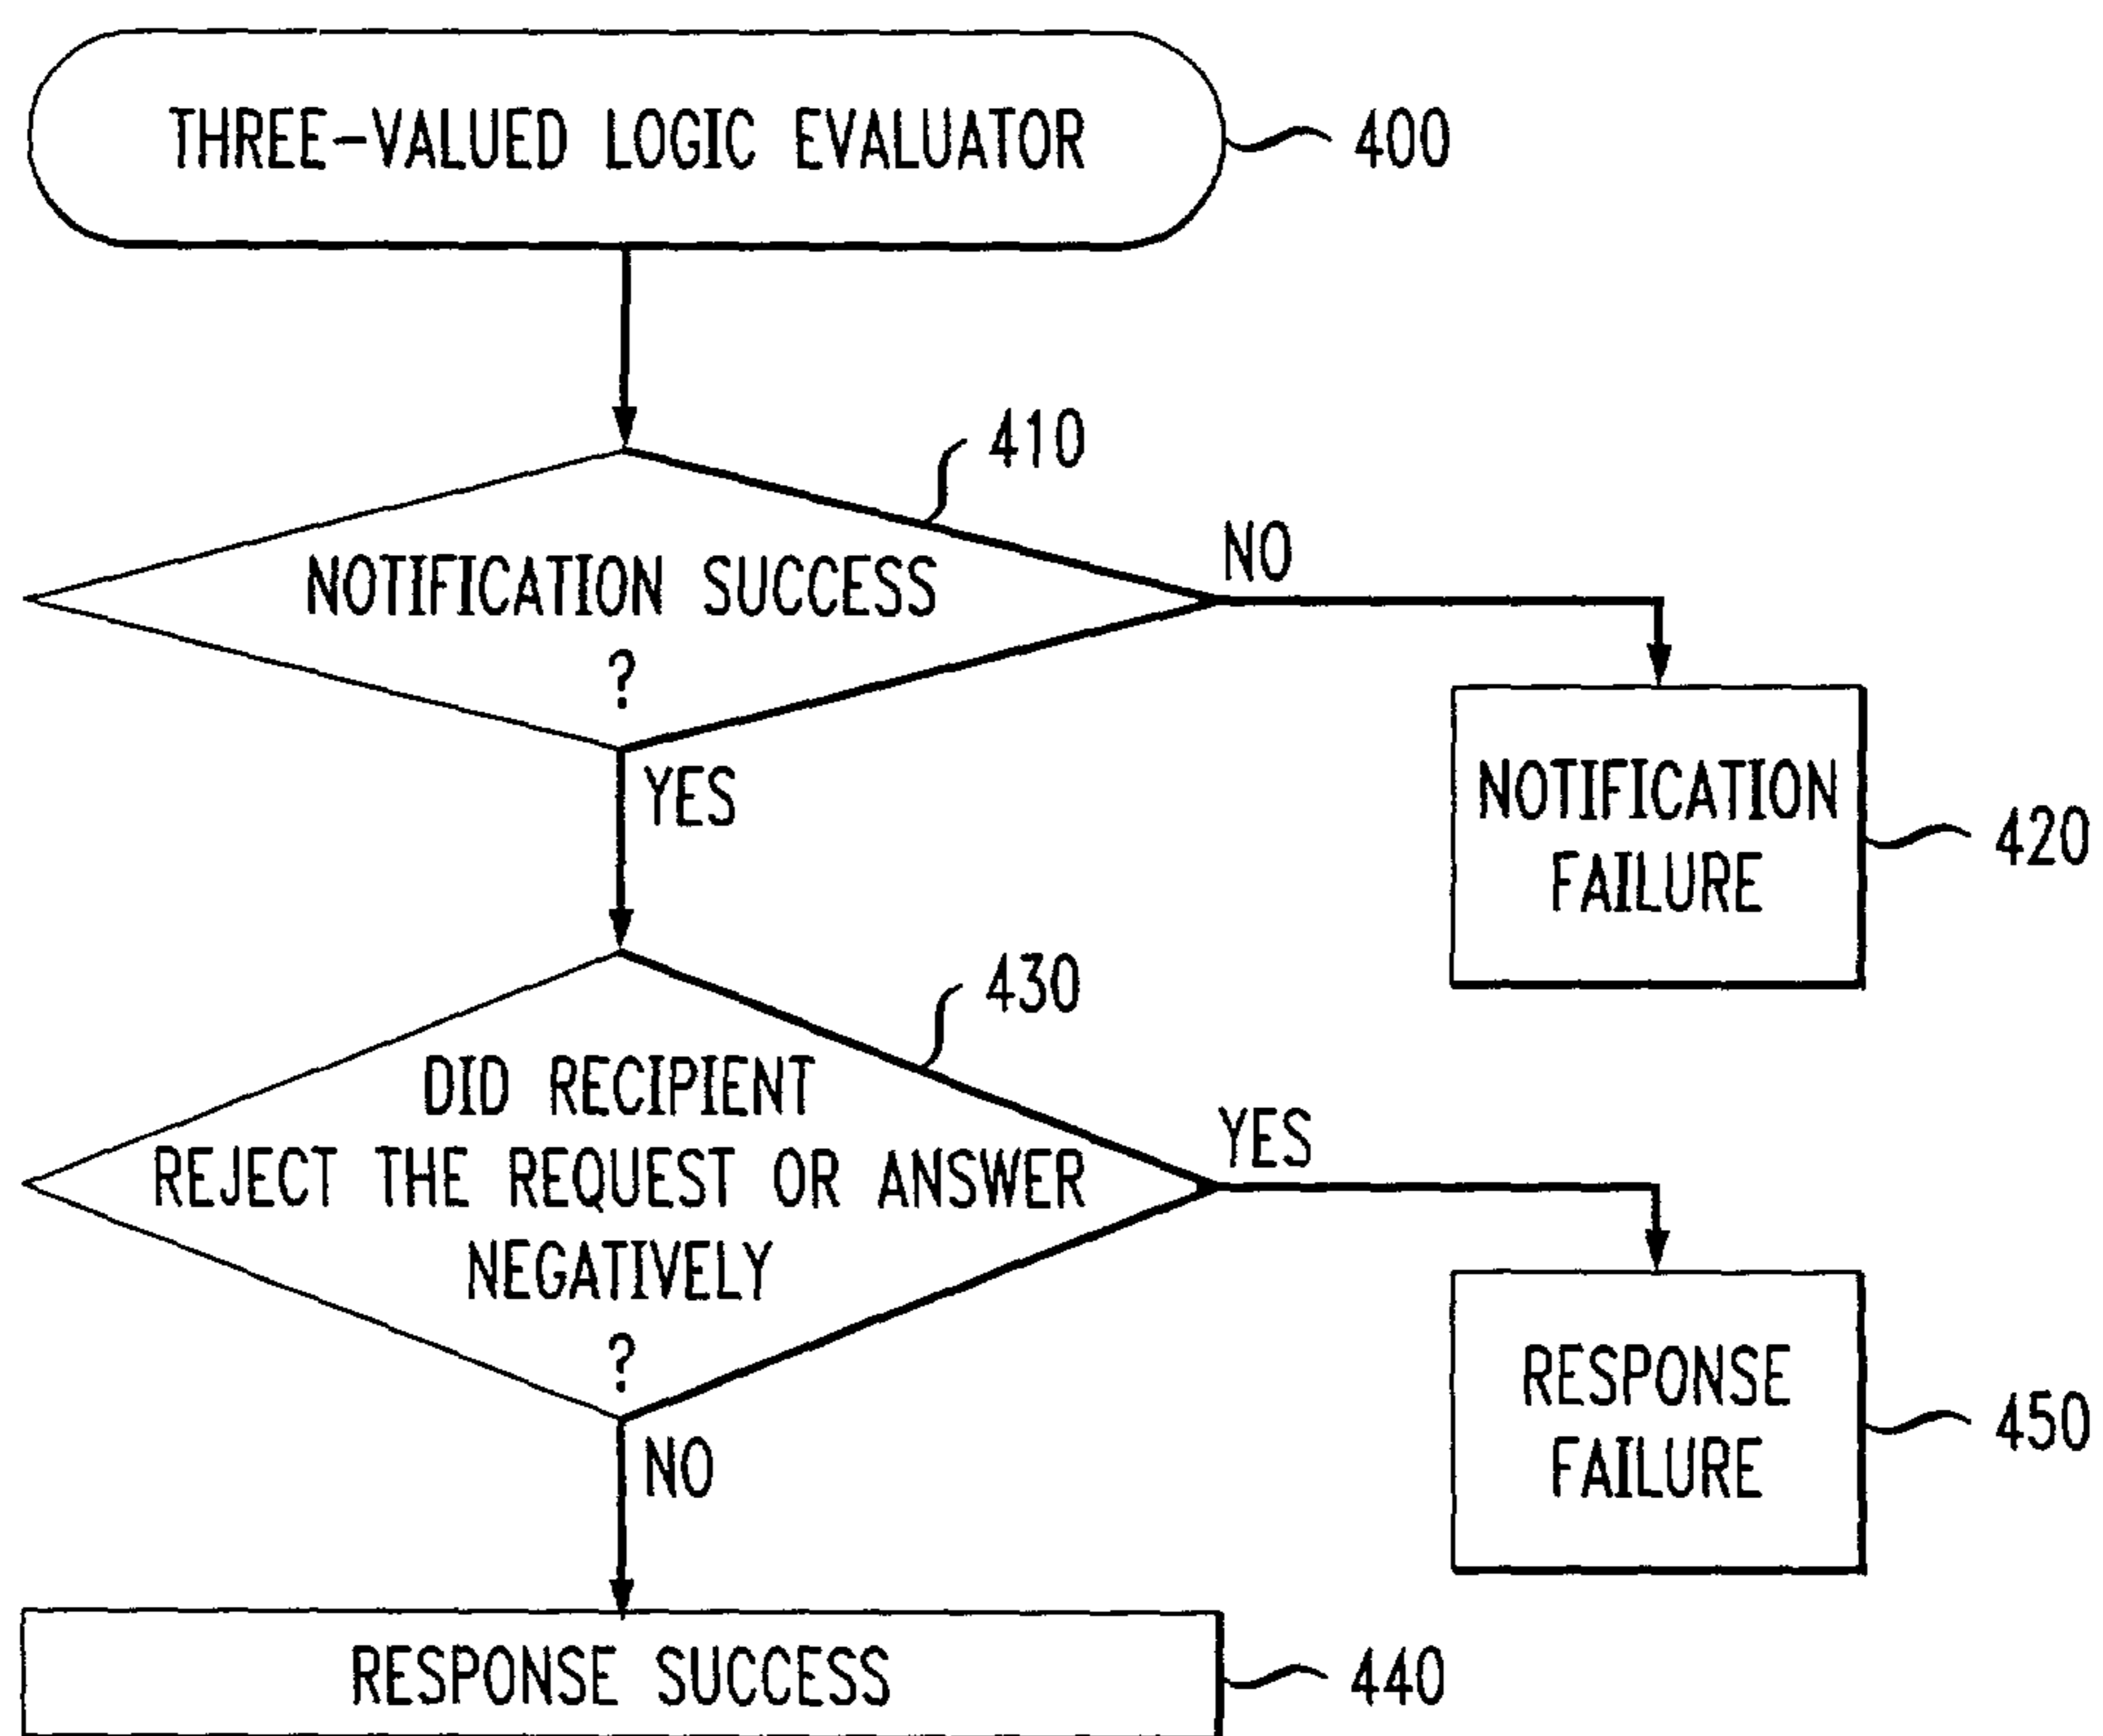 THREE-VALUED LOGIC EVALUATOR
400
410
NOTIFICATION SUCCESS
?
NO
YES
NOTIFICATION
FAILURE
420
430
DID RECIPIENT
REJECT THE REQUEST OR ANSWER
NEGATIVELY
?
YES
NO
RESPONSE
FAILURE
450
RESPONSE SUCCESS
440